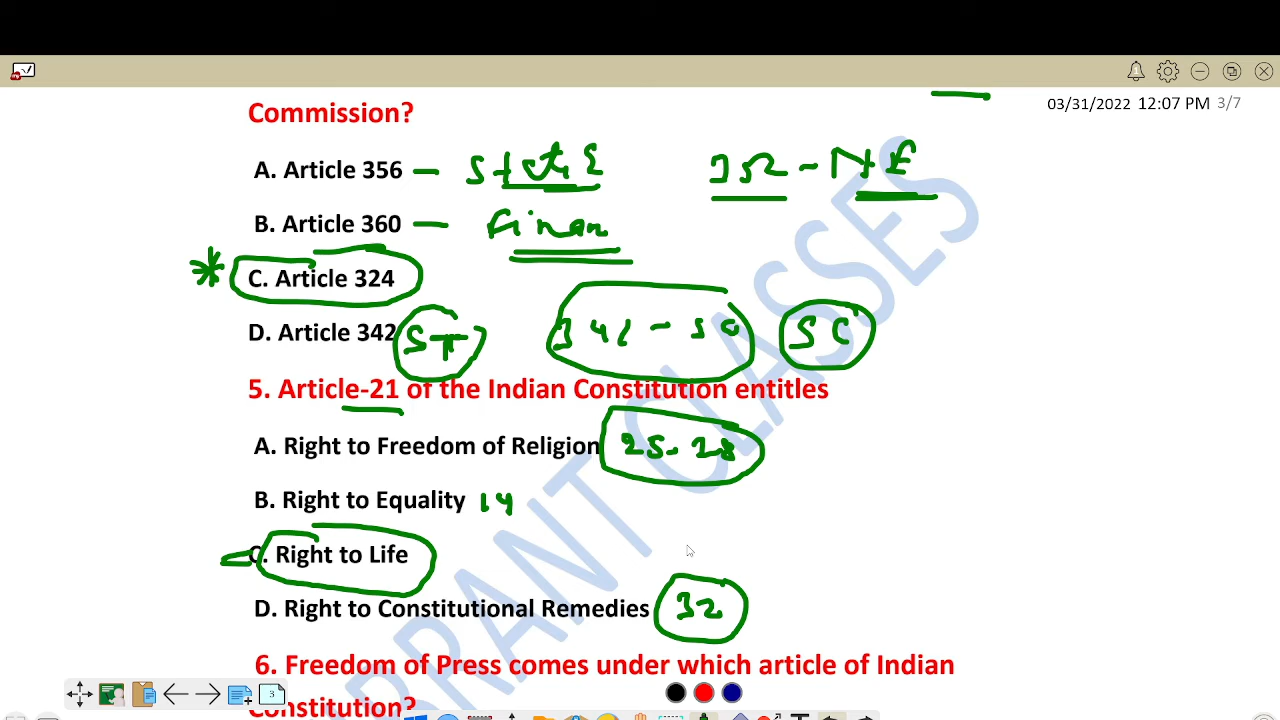 03/31/2022 12:07 PM 3/7
Commission?
A. Article 356 — State 352 - NE
B. Article 360 — Finan
* C. Article 324
D. Article 342 ST 341 - SC SC
5. Article-21 of the Indian Constitution entitles
A. Right to Freedom of Religion 25-28
B. Right to Equality 14
C. Right to Life
D. Right to Constitutional Remedies 32
6. Freedom of Press comes under which article of Indian
Constitution?
3